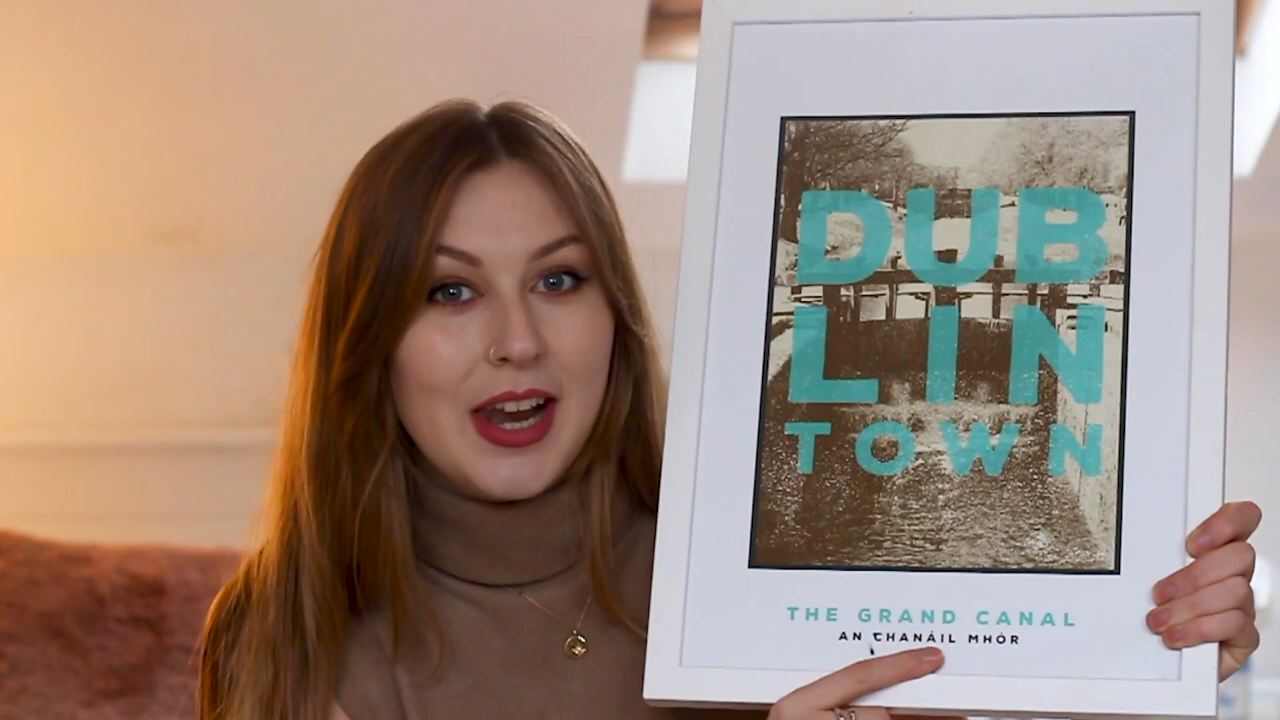 DUB
LIN
TOWN
THE GRAND CANAL
AN CHANÁIL MHÓR